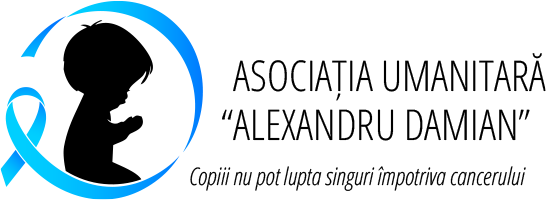 ASOCIAȚIA UMANITARĂ
“ALEXANDRU DAMIAN”
Copiii nu pot lupta singuri împotriva cancerului